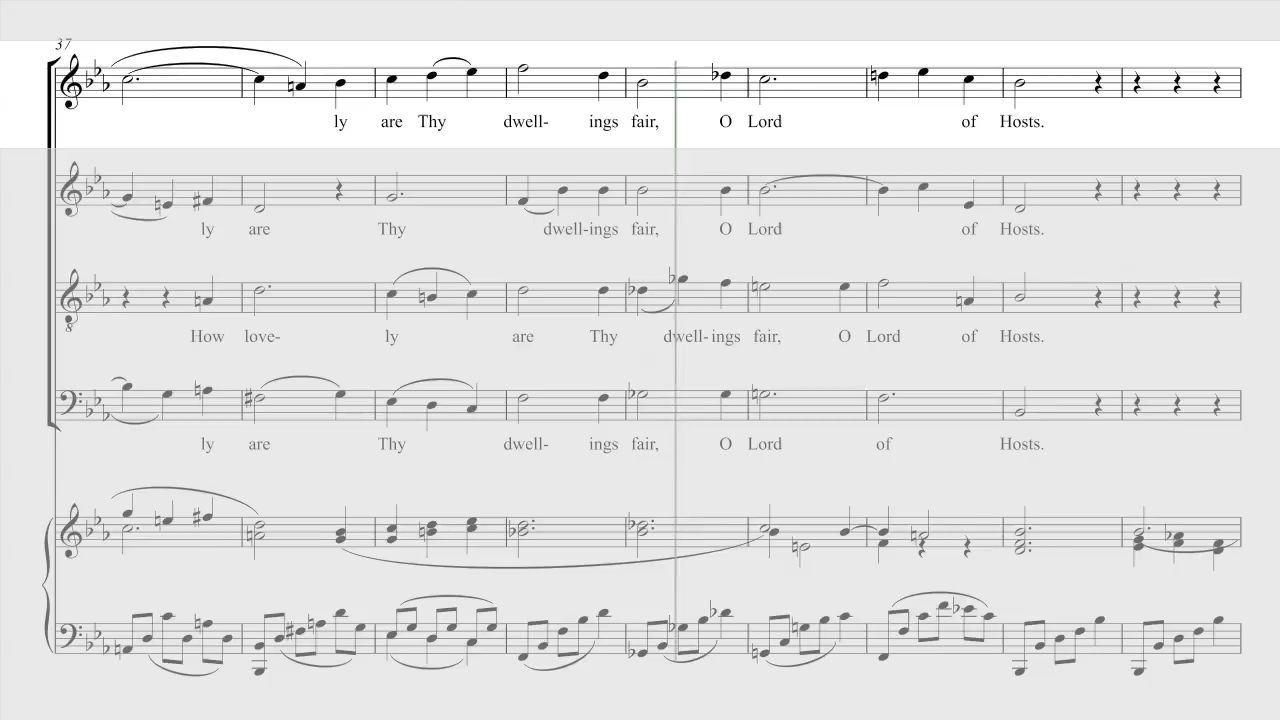 37
ly are Thy dwell- ings fair, O Lord of Hosts.
ly are Thy dwell-ings fair, O Lord of Hosts.
8
How love- ly are Thy dwell-ings fair, O Lord of Hosts.
ly are Thy dwell- ings fair, O Lord of Hosts.